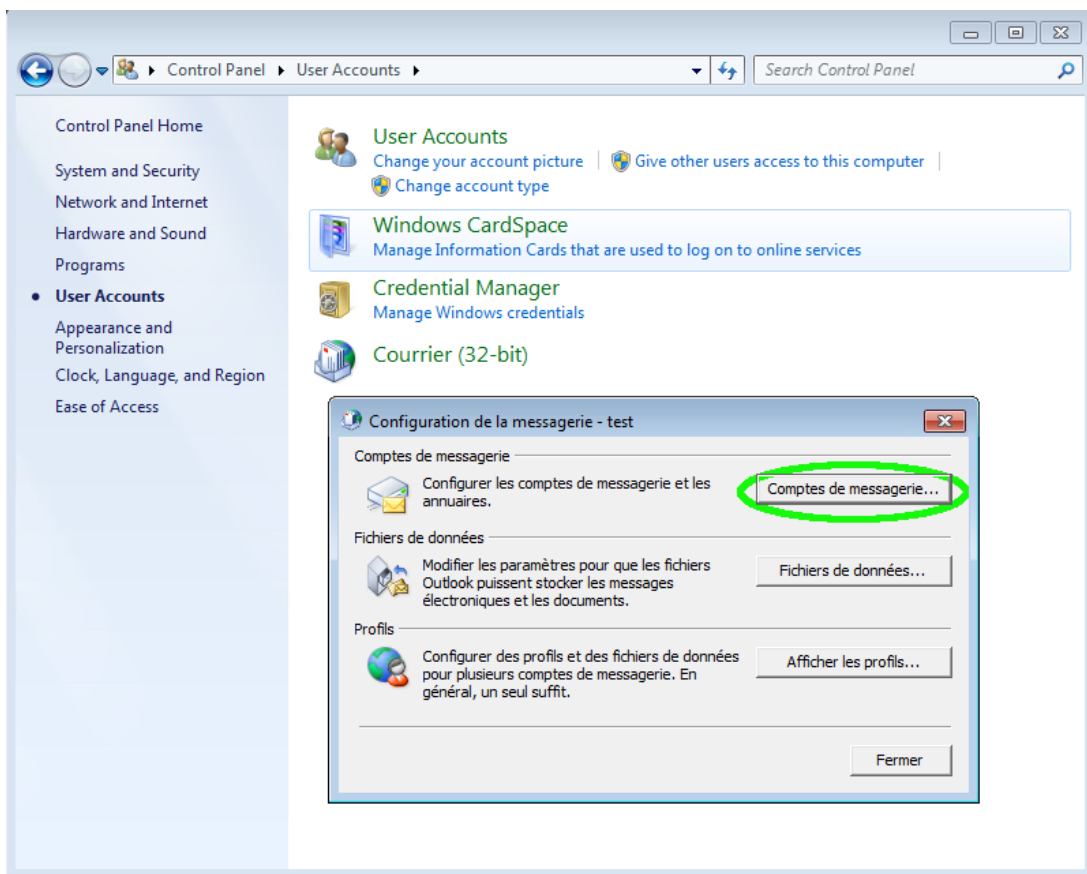 Control Panel User Accounts Search Control Panel
Control Panel Home
System and Security
Network and Internet
Hardware and Sound
Programs
User Accounts
Appearance and
Personalization
Clock, Language, and Region
Ease of Access
User Accounts
Change your account picture Give other users access to this computer
Change account type
Windows CardSpace
Manage Information Cards that are used to log on to online services
Credential Manager
Manage Windows credentials
Courrier (32-bit)
Configuration de la messagerie - test
Comptes de messagerie
Configurer les comptes de messagerie et les
annuaires.
Comptes de messagerie...
Fichiers de données
Modifier les paramètres pour que les fichiers
Outlook puissent stocker les messages
électroniques et les documents.
Fichiers de données...
Profils
Configurer des profils et des fichiers de données
pour plusieurs comptes de messagerie. En
général, un seul suffit.
Afficher les profils...
Fermer